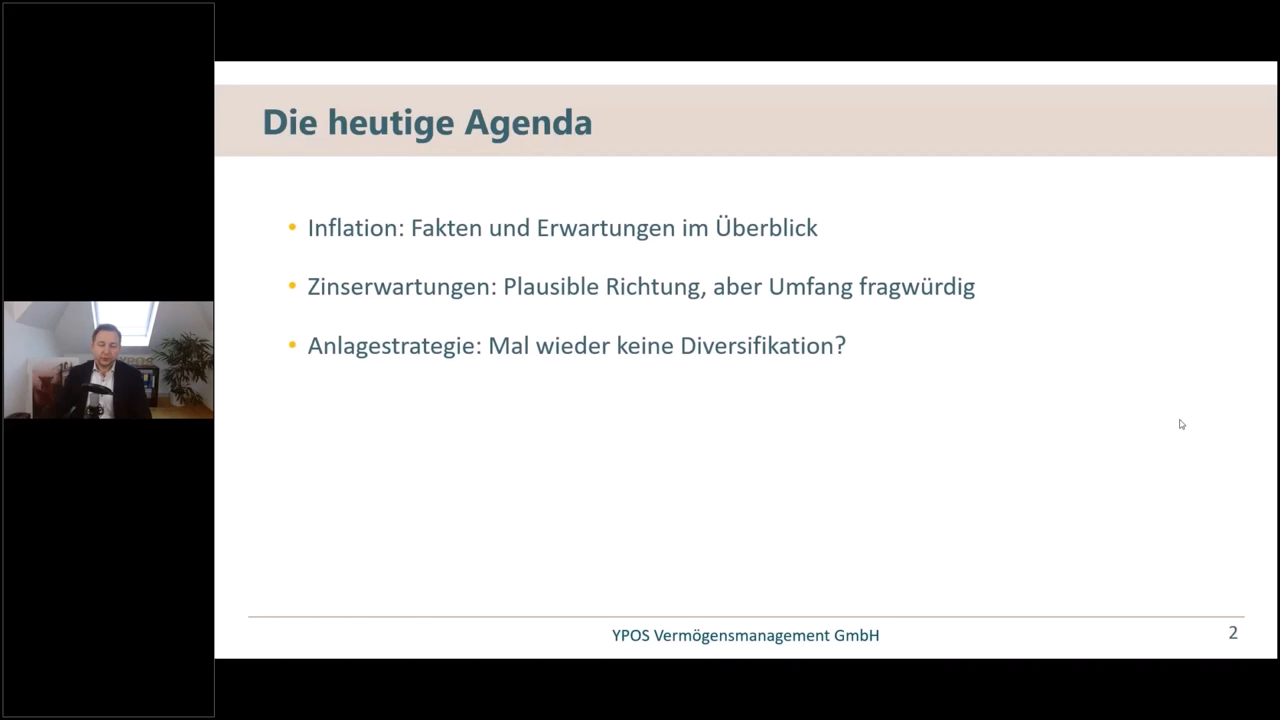 Die heutige Agenda
• Inflation: Fakten und Erwartungen im Überblick
• Zinserwartungen: Plausible Richtung, aber Umfang fragwürdig
• Anlagestrategie: Mal wieder keine Diversifikation?
YPOS Vermögensmanagement GmbH
2